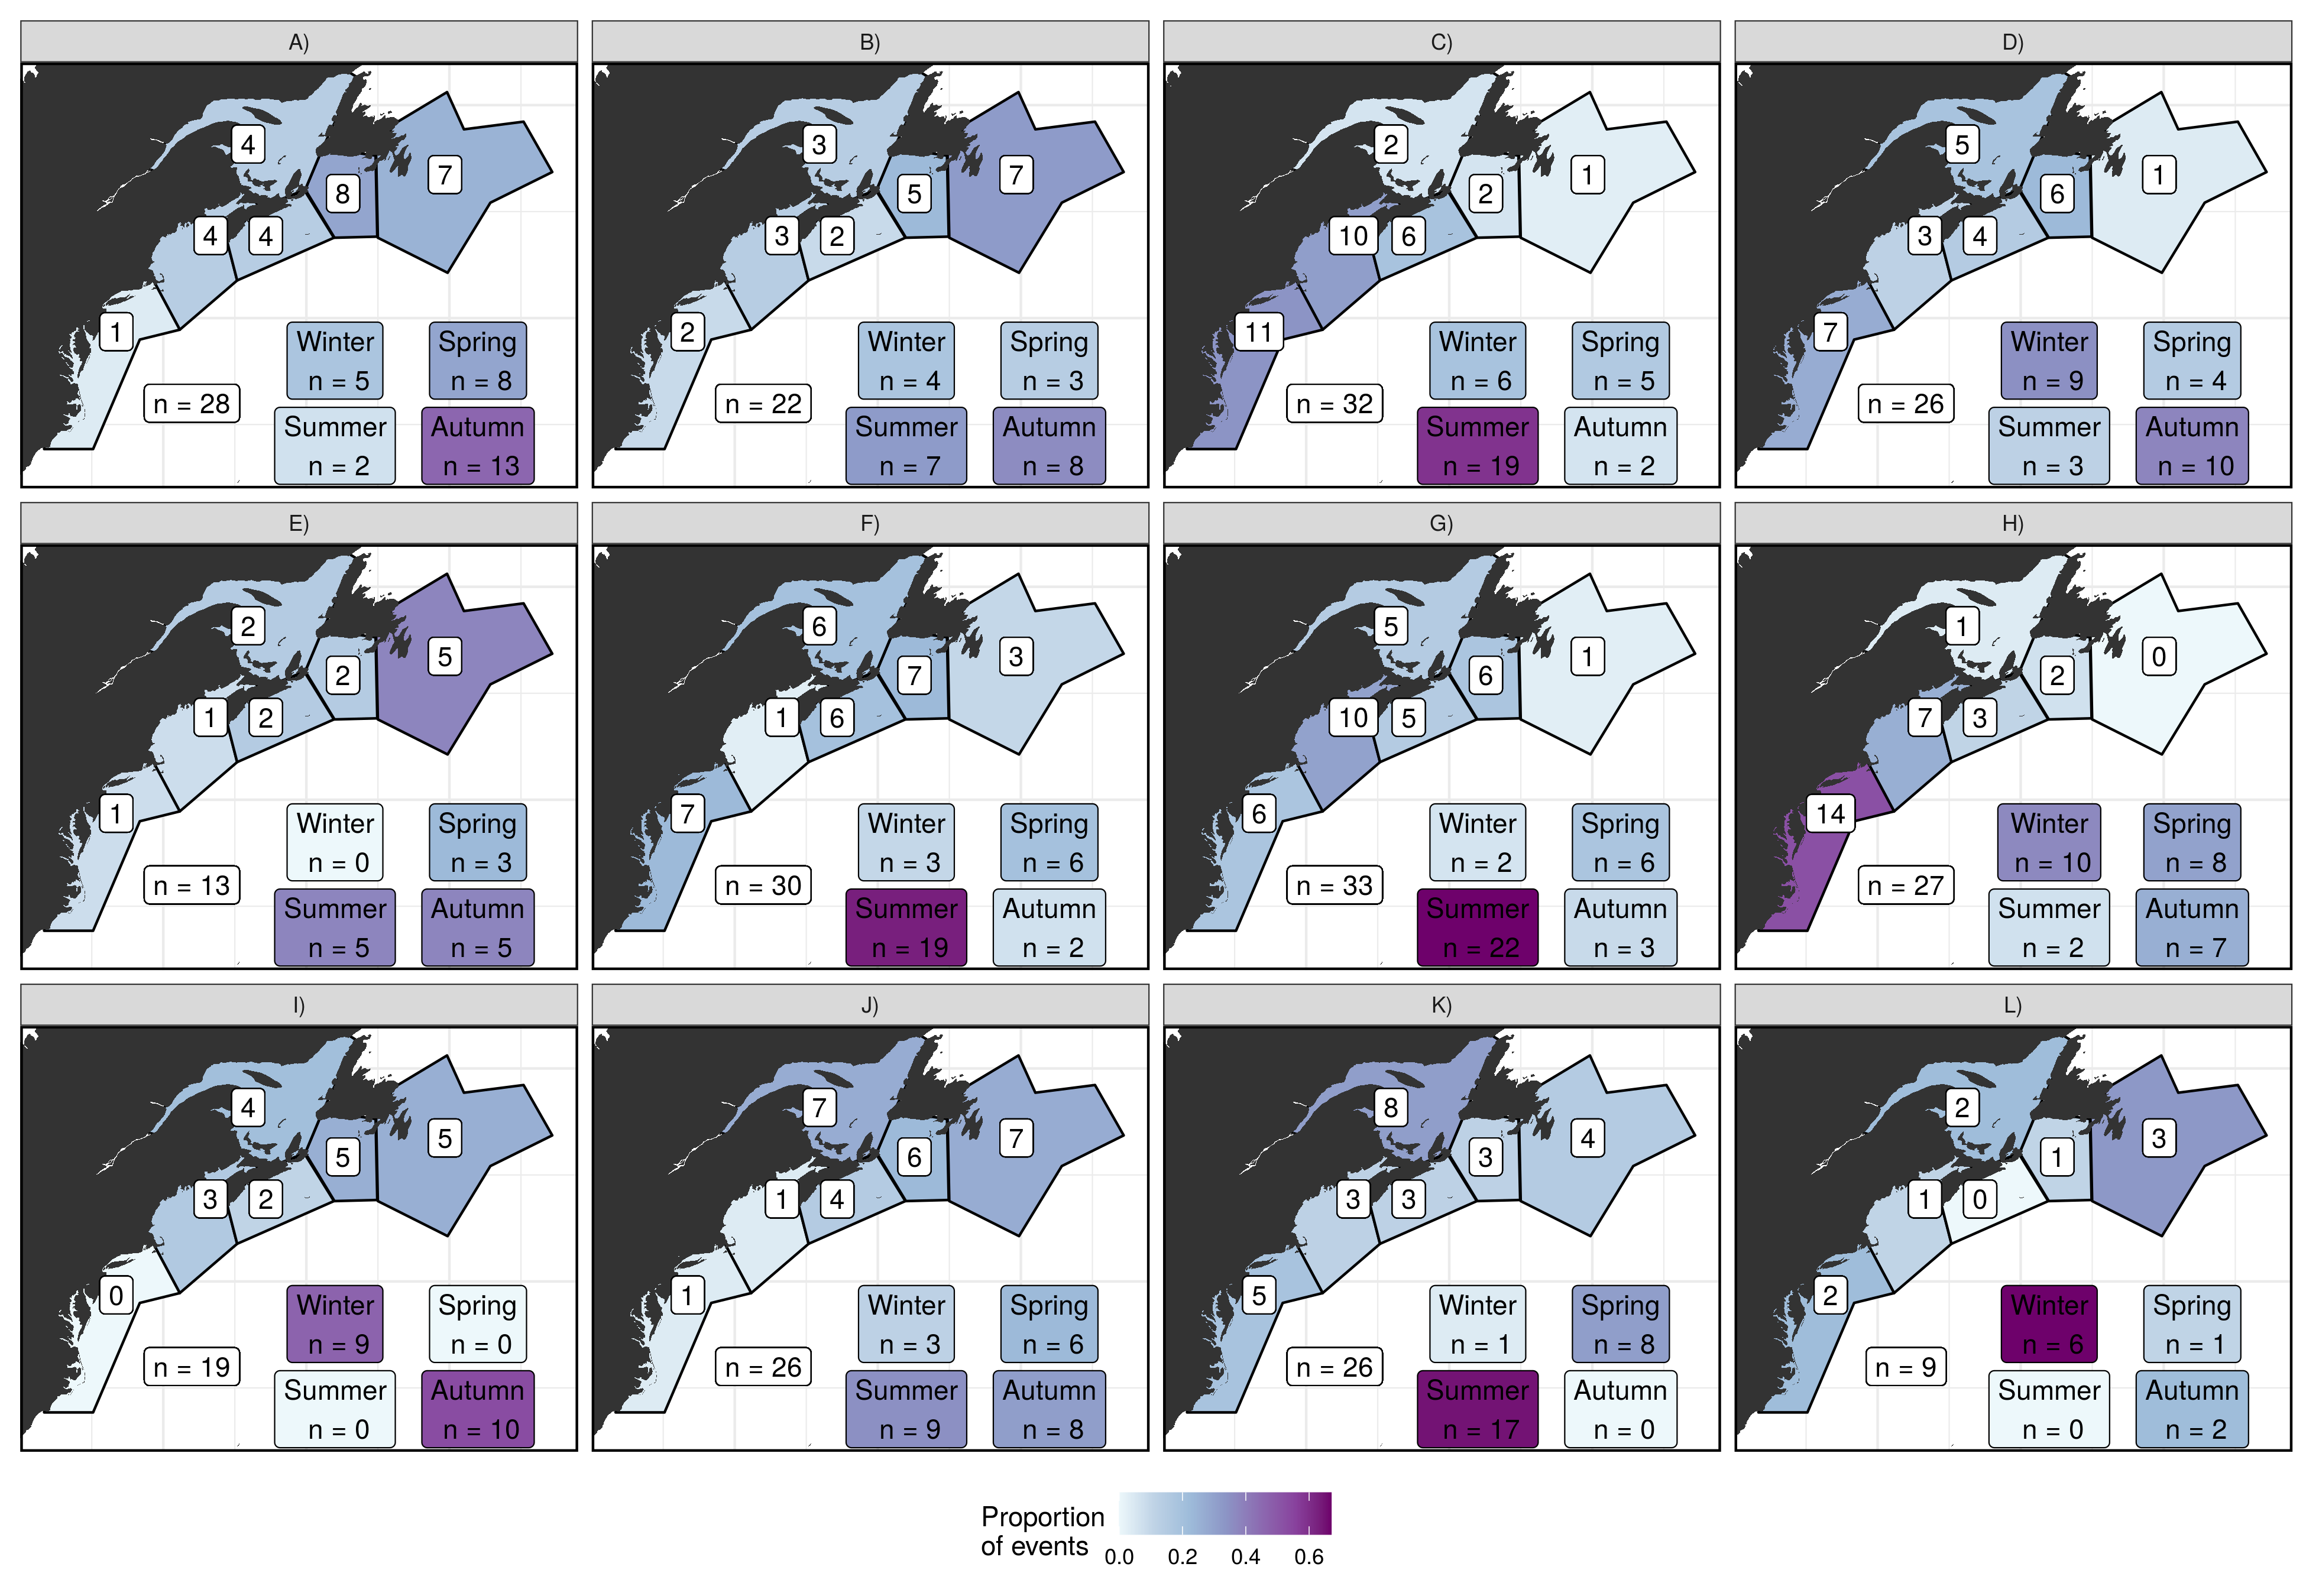 A) B) C) D)
4 8 7 4 4 1
n = 28
Winter n = 5
Spring n = 8
Summer n = 2
Autumn n = 13
3 5 7 3 2 2
n = 22
Winter n = 4
Spring n = 3
Summer n = 7
Autumn n = 8
2 2 1 10 6 11
n = 32
Winter n = 6
Spring n = 5
Summer n = 19
Autumn n = 2
5 6 1 3 4 7
n = 26
Winter n = 9
Spring n = 4
Summer n = 3
Autumn n = 10
E) F) G) H)
2 2 5 1 2 1
n = 13
Winter n = 0
Spring n = 3
Summer n = 5
Autumn n = 5
6 7 3 1 6 7
n = 30
Winter n = 3
Spring n = 6
Summer n = 19
Autumn n = 2
5 6 1 10 5 6
n = 33
Winter n = 2
Spring n = 6
Summer n = 22
Autumn n = 3
1 2 0 7 3 14
n = 27
Winter n = 10
Spring n = 8
Summer n = 2
Autumn n = 7
I) J) K) L)
4 5 5 3 2 0
n = 19
Winter n = 9
Spring n = 0
Summer n = 0
Autumn n = 10
7 6 7 1 4 1
n = 26
Winter n = 3
Spring n = 6
Summer n = 9
Autumn n = 8
8 3 4 3 3 5
n = 26
Winter n = 1
Spring n = 8
Summer n = 17
Autumn n = 0
2 1 3 1 0 2
n = 9
Winter n = 6
Spring n = 1
Summer n = 0
Autumn n = 2
Proportion
of events
0.0 0.2 0.4 0.6